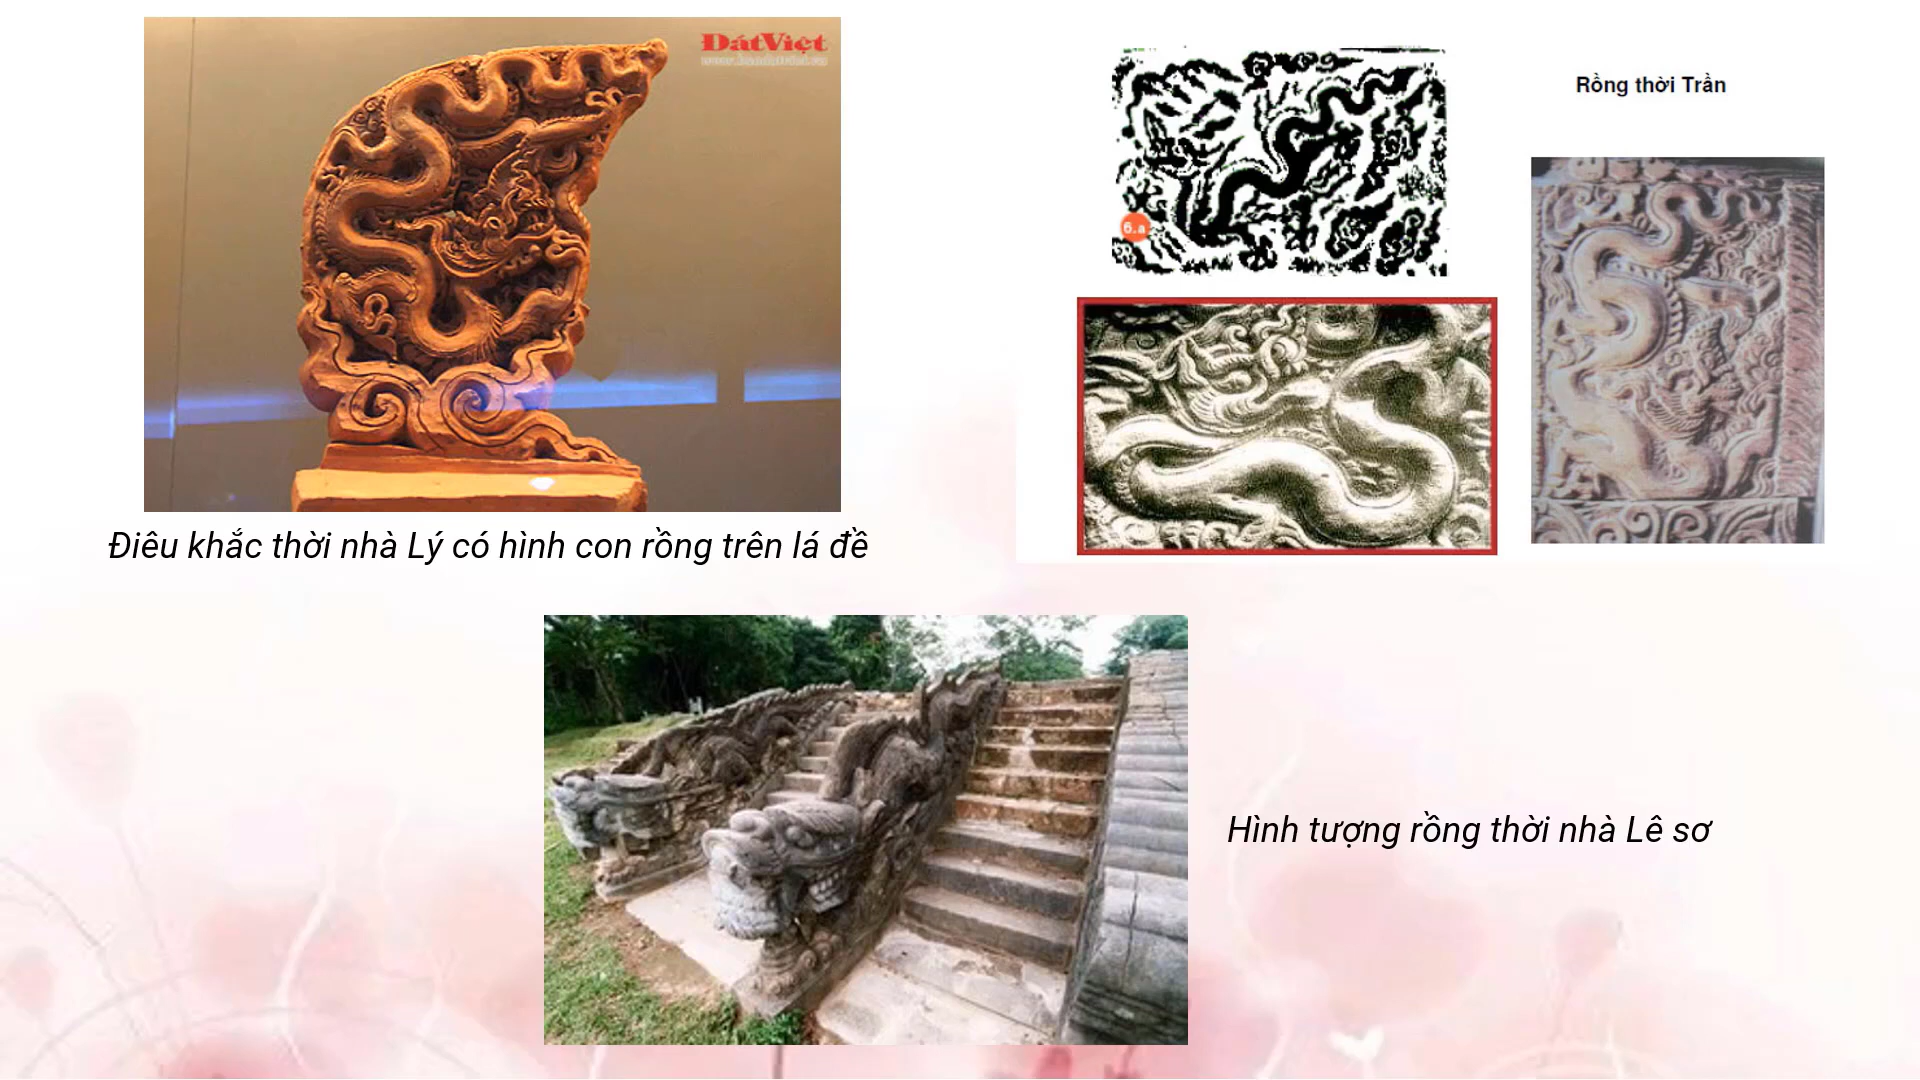 ĐấtViệt
Rồng thời Trần
6.a
Điêu khắc thời nhà Lý có hình con rồng trên lá đề
Hình tượng rồng thời nhà Lê sơ